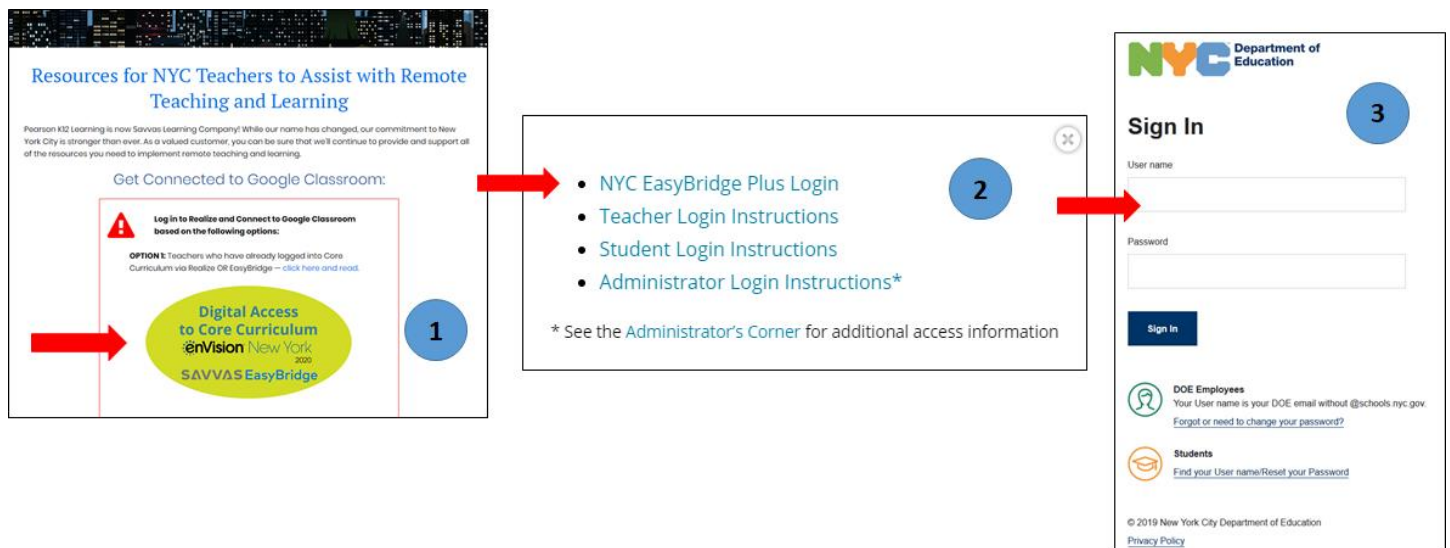 Resources for NYC Teachers to Assist with Remote
Teaching and Learning
Pearson K12 Learning is now Savvas Learning Company! While our name has changed, our commitment to New
York City is stronger than ever. As a valued customer, you can be sure that we'll continue to provide and support all
of the resources you need to implement remote teaching and learning.
Get Connected to Google Classroom:
Log in to Realize and Connect to Google Classroom
based on the following options:
OPTION 1: Teachers who have already logged into Core
Curriculum via Realize OR EasyBridge — click here and read.
Digital Access
to Core Curriculum
enVision New York
2020
SAVVAS EasyBridge
1
• NYC EasyBridge Plus Login
• Teacher Login Instructions
• Student Login Instructions
• Administrator Login Instructions*
* See the Administrator's Corner for additional access information
2
NYC Department of
Education
3
Sign In
User name
Password
Sign In
DOE Employees
Your User name is your DOE email without @schools.nyc.gov.
Forgot or need to change your password?
Students
Find your User name/Reset your Password
© 2019 New York City Department of Education
Privacy Policy